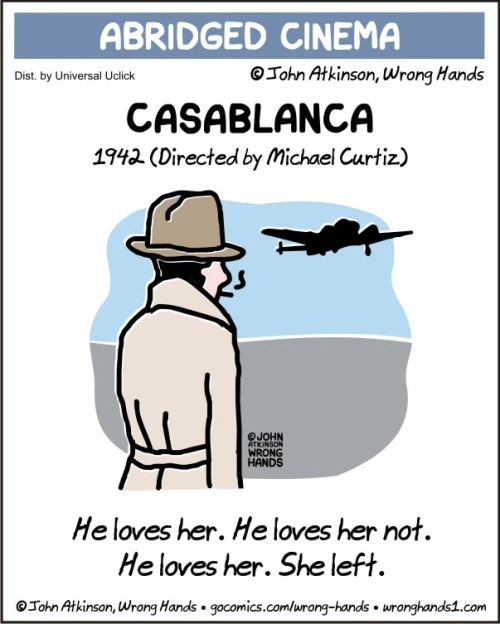 ABRIDGED CINEMA
Dist. by Universal Uclick
© John Atkinson, Wrong Hands
CASABLANCA
1942 (Directed by Michael Curtiz)
© JOHN
ATKINSON
WRONG
HANDS
He loves her. He loves her not.
He loves her. She left.
© John Atkinson, Wrong Hands • gocomics.com/wrong-hands • wronghands1.com